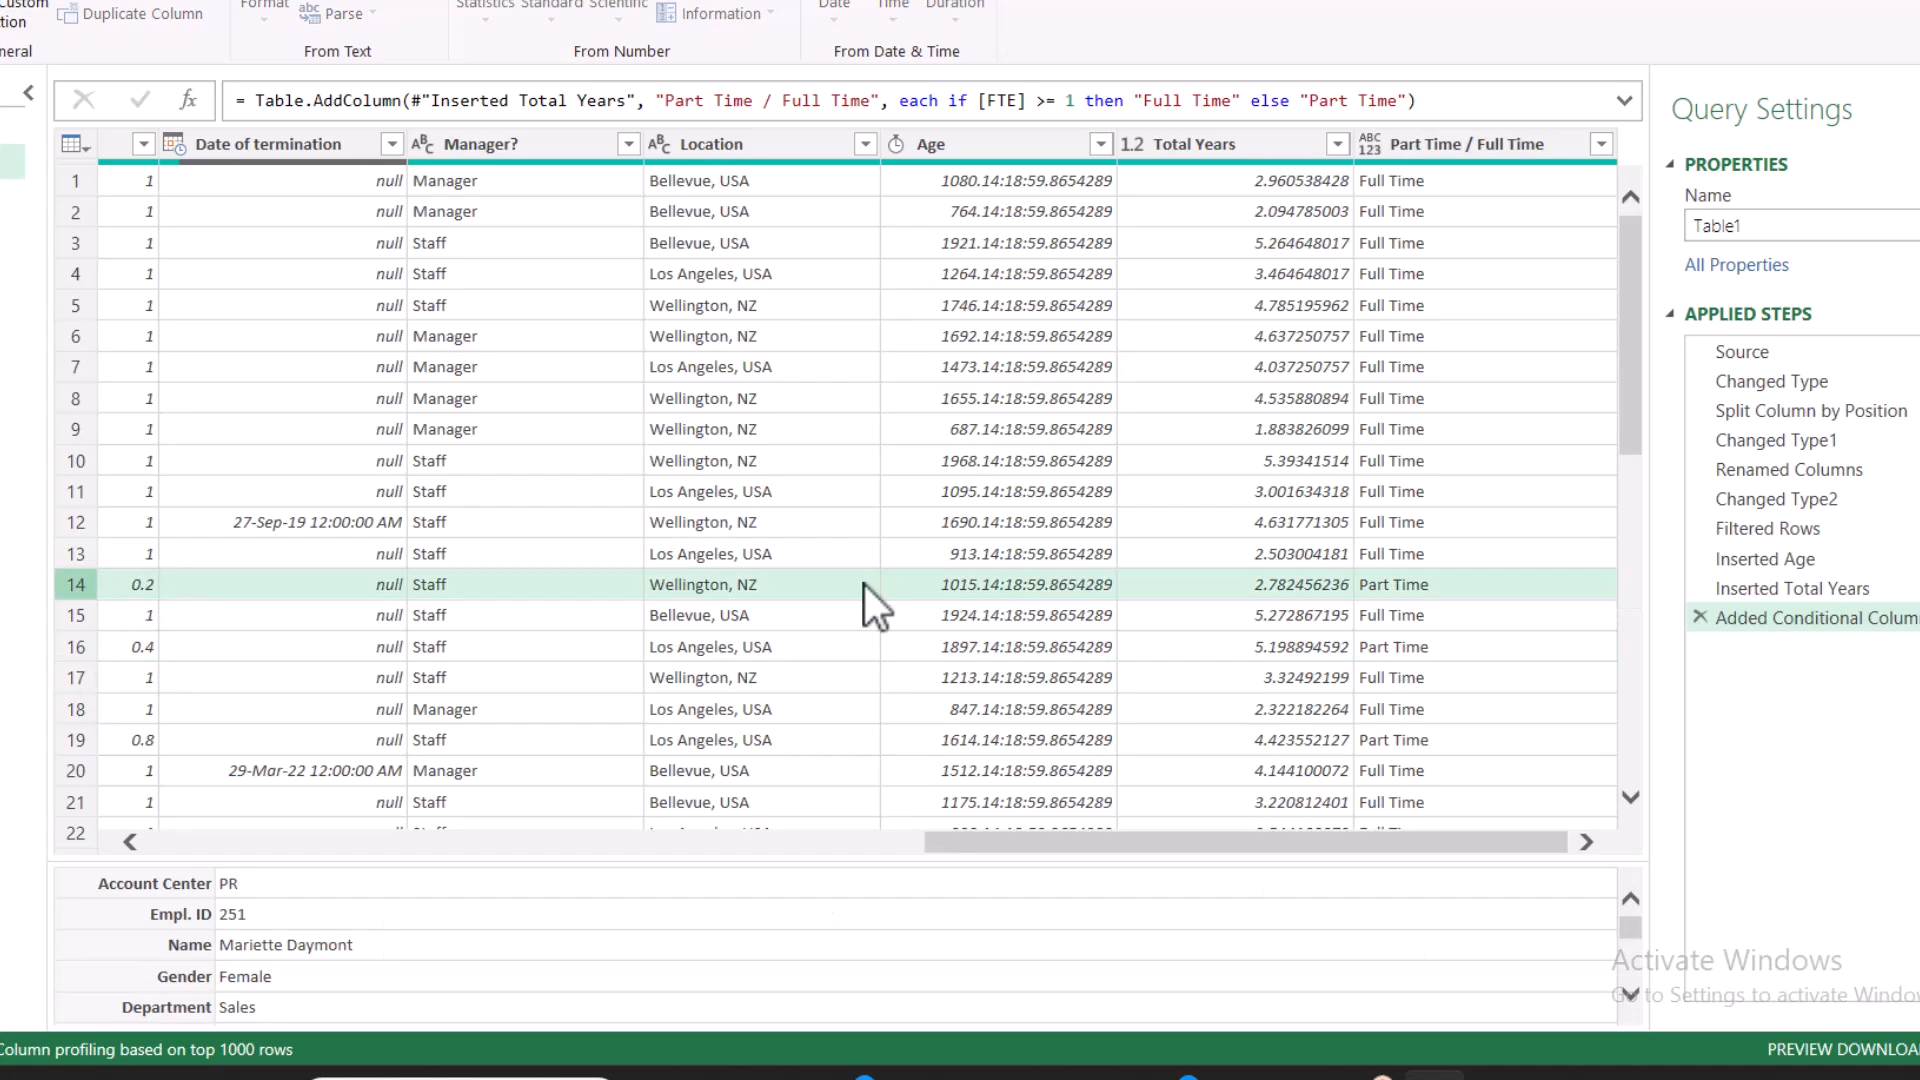 Custom Format Statistics Standard Scientific Date Time Duration
Duplicate Column Parse Information
From Text From Number From Date & Time
= Table.AddColumn(#"Inserted Total Years", "Part Time / Full Time", each if [FTE] >= 1 then "Full Time" else "Part Time")
Date of termination Manager? Location Age 1.2 Total Years ABC 123 Part Time / Full Time
1 1 null Manager Bellevue, USA 1080.14:18:59.8654289 2.960538428 Full Time
2 1 null Manager Bellevue, USA 764.14:18:59.8654289 2.094785003 Full Time
3 1 null Staff Bellevue, USA 1921.14:18:59.8654289 5.264648017 Full Time
4 1 null Staff Los Angeles, USA 1264.14:18:59.8654289 3.464648017 Full Time
5 1 null Staff Wellington, NZ 1746.14:18:59.8654289 4.785195962 Full Time
6 1 null Manager Wellington, NZ 1692.14:18:59.8654289 4.637250757 Full Time
7 1 null Manager Los Angeles, USA 1473.14:18:59.8654289 4.037250757 Full Time
8 1 null Manager Wellington, NZ 1655.14:18:59.8654289 4.535880894 Full Time
9 1 null Manager Wellington, NZ 687.14:18:59.8654289 1.883826099 Full Time
10 1 null Staff Wellington, NZ 1968.14:18:59.8654289 5.39341514 Full Time
11 1 null Staff Los Angeles, USA 1095.14:18:59.8654289 3.001634318 Full Time
12 1 27-Sep-19 12:00:00 AM Staff Wellington, NZ 1690.14:18:59.8654289 4.631771305 Full Time
13 1 null Staff Los Angeles, USA 913.14:18:59.8654289 2.503004181 Full Time
14 0.2 null Staff Wellington, NZ 1015.14:18:59.8654289 2.782456236 Part Time
15 1 null Staff Bellevue, USA 1924.14:18:59.8654289 5.272867195 Full Time
16 0.4 null Staff Los Angeles, USA 1897.14:18:59.8654289 5.198894592 Part Time
17 1 null Staff Wellington, NZ 1213.14:18:59.8654289 3.32492199 Full Time
18 1 null Manager Los Angeles, USA 847.14:18:59.8654289 2.322182264 Full Time
19 0.8 null Staff Los Angeles, USA 1614.14:18:59.8654289 4.423552127 Part Time
20 1 29-Mar-22 12:00:00 AM Manager Bellevue, USA 1512.14:18:59.8654289 4.144100072 Full Time
21 1 null Staff Bellevue, USA 1175.14:18:59.8654289 3.220812401 Full Time
22
Account Center PR
Empl. ID 251
Name Mariette Daymont
Gender Female
Department Sales
Query Settings
PROPERTIES
Name
Table1
All Properties
APPLIED STEPS
Source
Changed Type
Split Column by Position
Changed Type1
Renamed Columns
Changed Type2
Filtered Rows
Inserted Age
Inserted Total Years
Added Conditional Colum
Activate Windows
Go to Settings to activate Windo
Column profiling based on top 1000 rows PREVIEW DOWNLOA